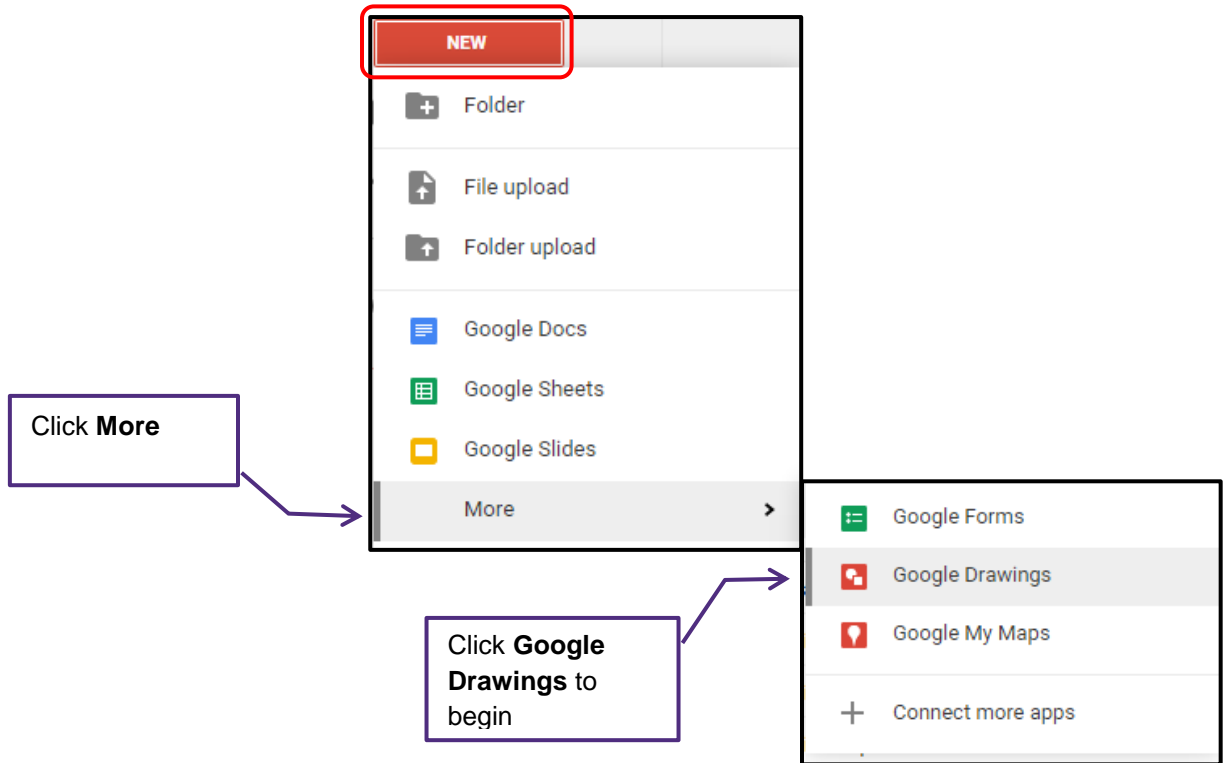 NEW
Folder
File upload
Folder upload
Google Docs
Google Sheets
Google Slides
More
Click More
Google Forms
Google Drawings
Google My Maps
Connect more apps
Click Google
Drawings to
begin